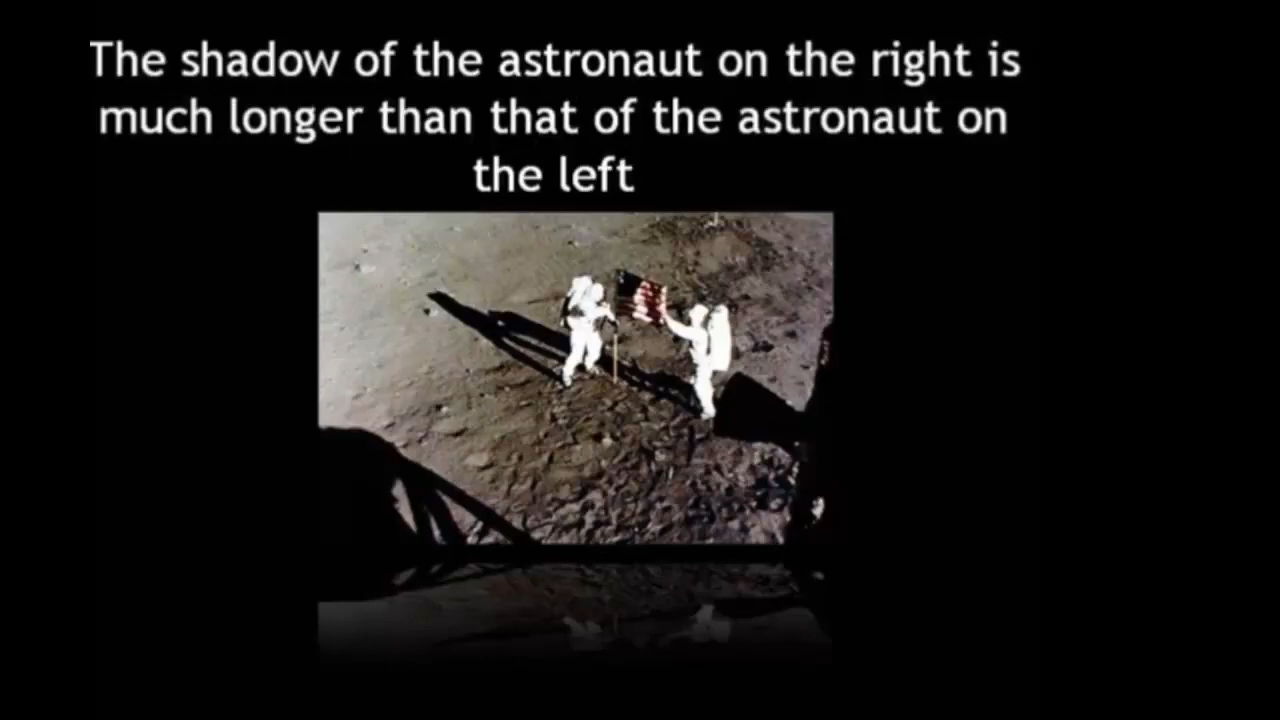 The shadow of the astronaut on the right is
much longer than that of the astronaut on
the left